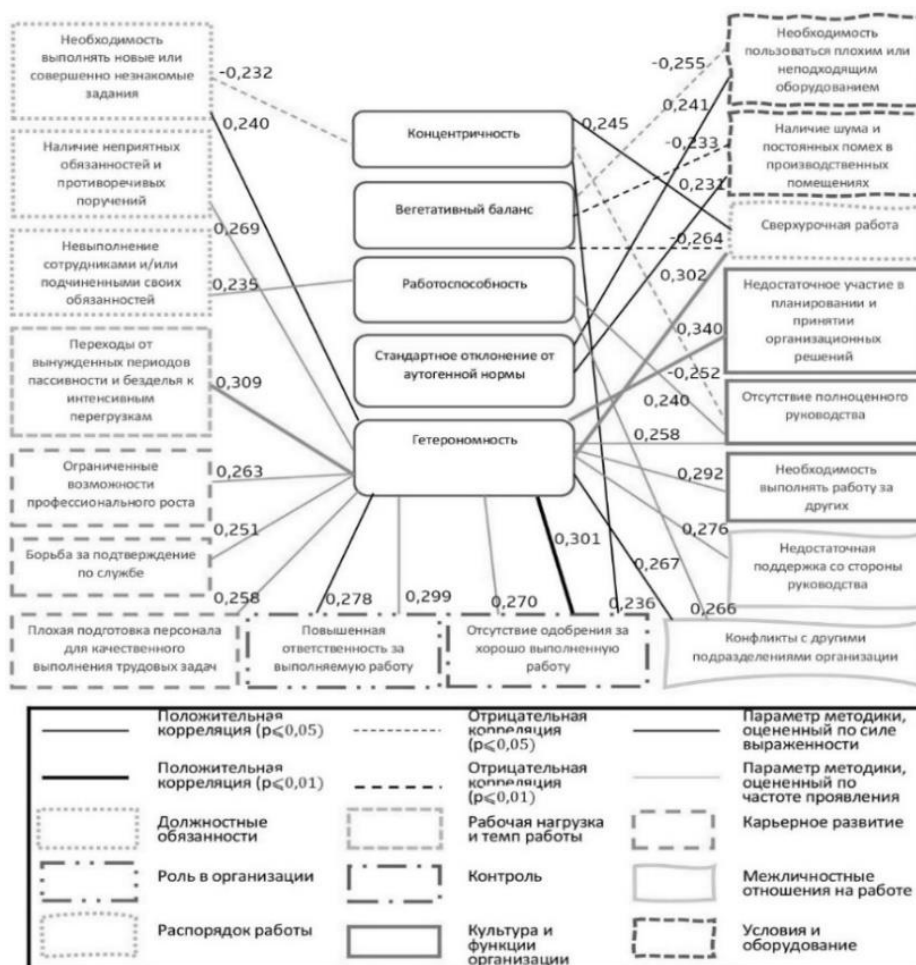 Необходимость
выполнять новые или
совершенно незнакомые
задания
-0,232
0,240
Наличие неприятных
обязанностей и
противоречивых
поручений
0,269
Невыполнение
сотрудниками и/или
подчиненными своих
обязанностей
0,235
Переходы от
вынужденных периодов
пассивности и безделья к
интенсивным
перегрузкам
0,309
Ограниченные
возможности
профессионального роста
0,263
Борьба за подтверждение
по службе
0,251
Плохая подготовка персонала
для качественного
выполнения трудовых задач
0,258
Концентричность
Вегетативный баланс
Работоспособность
Стандартное отклонение от
аутогенной нормы
Гетерономность
0,278
0,299
0,270
0,301
0,236
Повышенная
ответственность за
выполняемую работу
Отсутствие одобрения за
хорошо выполненную
работу
-0,255
0,241
0,245
-0,233
0,231
-0,264
0,302
0,340
-0,252
0,240
0,258
0,292
0,276
0,267
0,266
Необходимость
пользоваться плохим или
неподходящим
оборудованием
Наличие шума и
постоянных помех в
производственных
помещениях
Сверхурочная работа
Недостаточное участие в
планировании и
принятии
организационных
решений
Отсутствие полноценного
руководства
Необходимость
выполнять работу за
других
Недостаточная
поддержка со стороны
руководства
Конфликты с другими
подразделениями организации
Положительная
корреляция (p⩽0,05)
Отрицательная
корреляция
(p⩽0,05)
Параметр методики,
оцененный по силе
выраженности
Положительная
корреляция (p⩽0,01)
Отрицательная
корреляция
(p⩽0,01)
Параметр методики,
оцененный по
частоте проявления
Должностные
обязанности
Рабочая нагрузка
и темп работы
Карьерное развитие
Роль в организации
Контроль
Межличностные
отношения на работе
Распорядок работы
Культура и
функции
организации
Условия и
оборудование